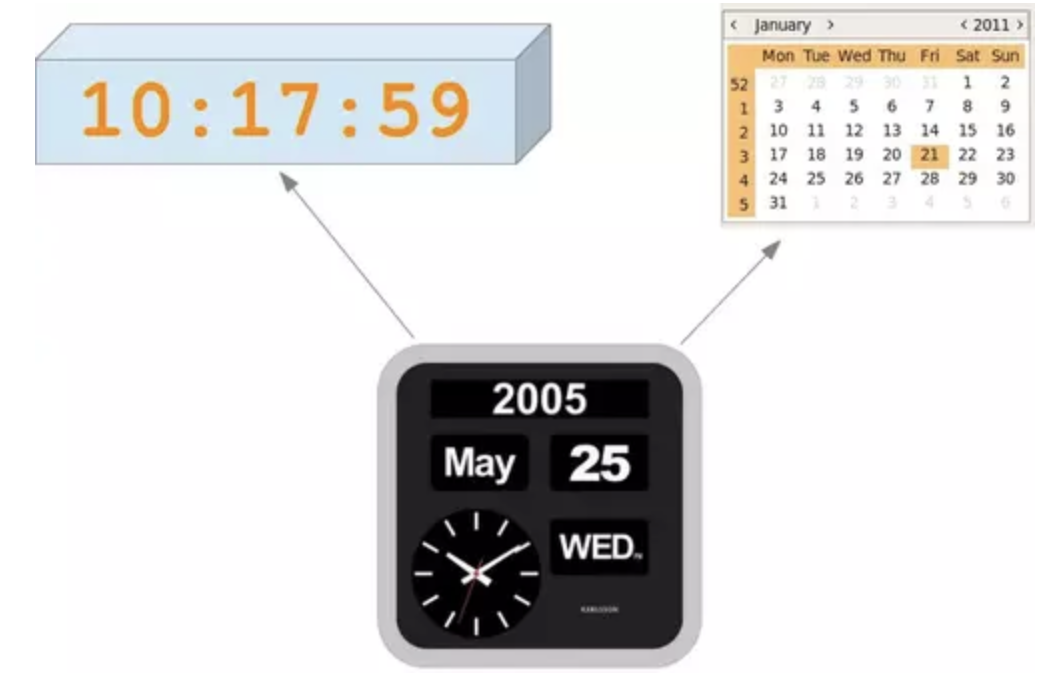 10:17:59
‹ January › ‹ 2011 ›
Mon Tue Wed Thu Fri Sat Sun
52 27 28 29 30 31 1 2
1 3 4 5 6 7 8 9
2 10 11 12 13 14 15 16
3 17 18 19 20 21 22 23
4 24 25 26 27 28 29 30
5 31 1 2 3 4 5 6
2005
May 25
WED
KARLSSON